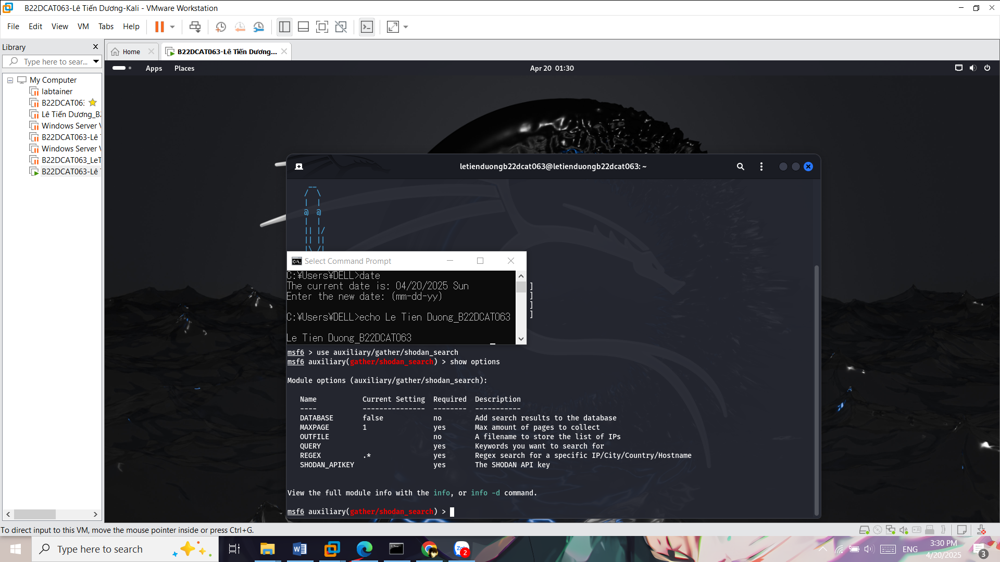 B22DCAT063-Lê Tiến Dương-Kali - VMware Workstation
File Edit View VM Tabs Help
Library
Type here to sear...
My Computer
labtainer
B22DCAT06
Lê Tiến Dương_B2
Windows Server V
B22DCAT063-Lê T
Windows Server V
B22DCAT063_LeT
B22DCAT063-Lê T
Home
B22DCAT063-Lê Tiến Dương...
Apps Places
Apr 20 01:30
letienduongb22dcat063@letienduongb22dcat063: ~
__
/  \
|  |
@  @
|  |
|| |/
|| ||
|\_/|
Select Command Prompt
C:¥Users¥DELL>date
The current date is: 04/20/2025 Sun
Enter the new date: (mm-dd-yy)
C:¥Users¥DELL>echo Le Tien Duong_B22DCAT063
Le Tien Duong_B22DCAT063
]
]
]
]
msf6 > use auxiliary/gather/shodan_search
msf6 auxiliary(gather/shodan_search) > show options
Module options (auxiliary/gather/shodan_search):
Name Current Setting Required Description
---- --------------- -------- -----------
DATABASE false no Add search results to the database
MAXPAGE 1 yes Max amount of pages to collect
OUTFILE no A filename to store the list of IPs
QUERY yes Keywords you want to search for
REGEX .* yes Regex search for a specific IP/City/Country/Hostname
SHODAN_APIKEY yes The SHODAN API key
View the full module info with the info, or info -d command.
msf6 auxiliary(gather/shodan_search) >
To direct input to this VM, move the mouse pointer inside or press Ctrl+G.
Type here to search
2
ENG
3:30 PM
4/20/2025
3